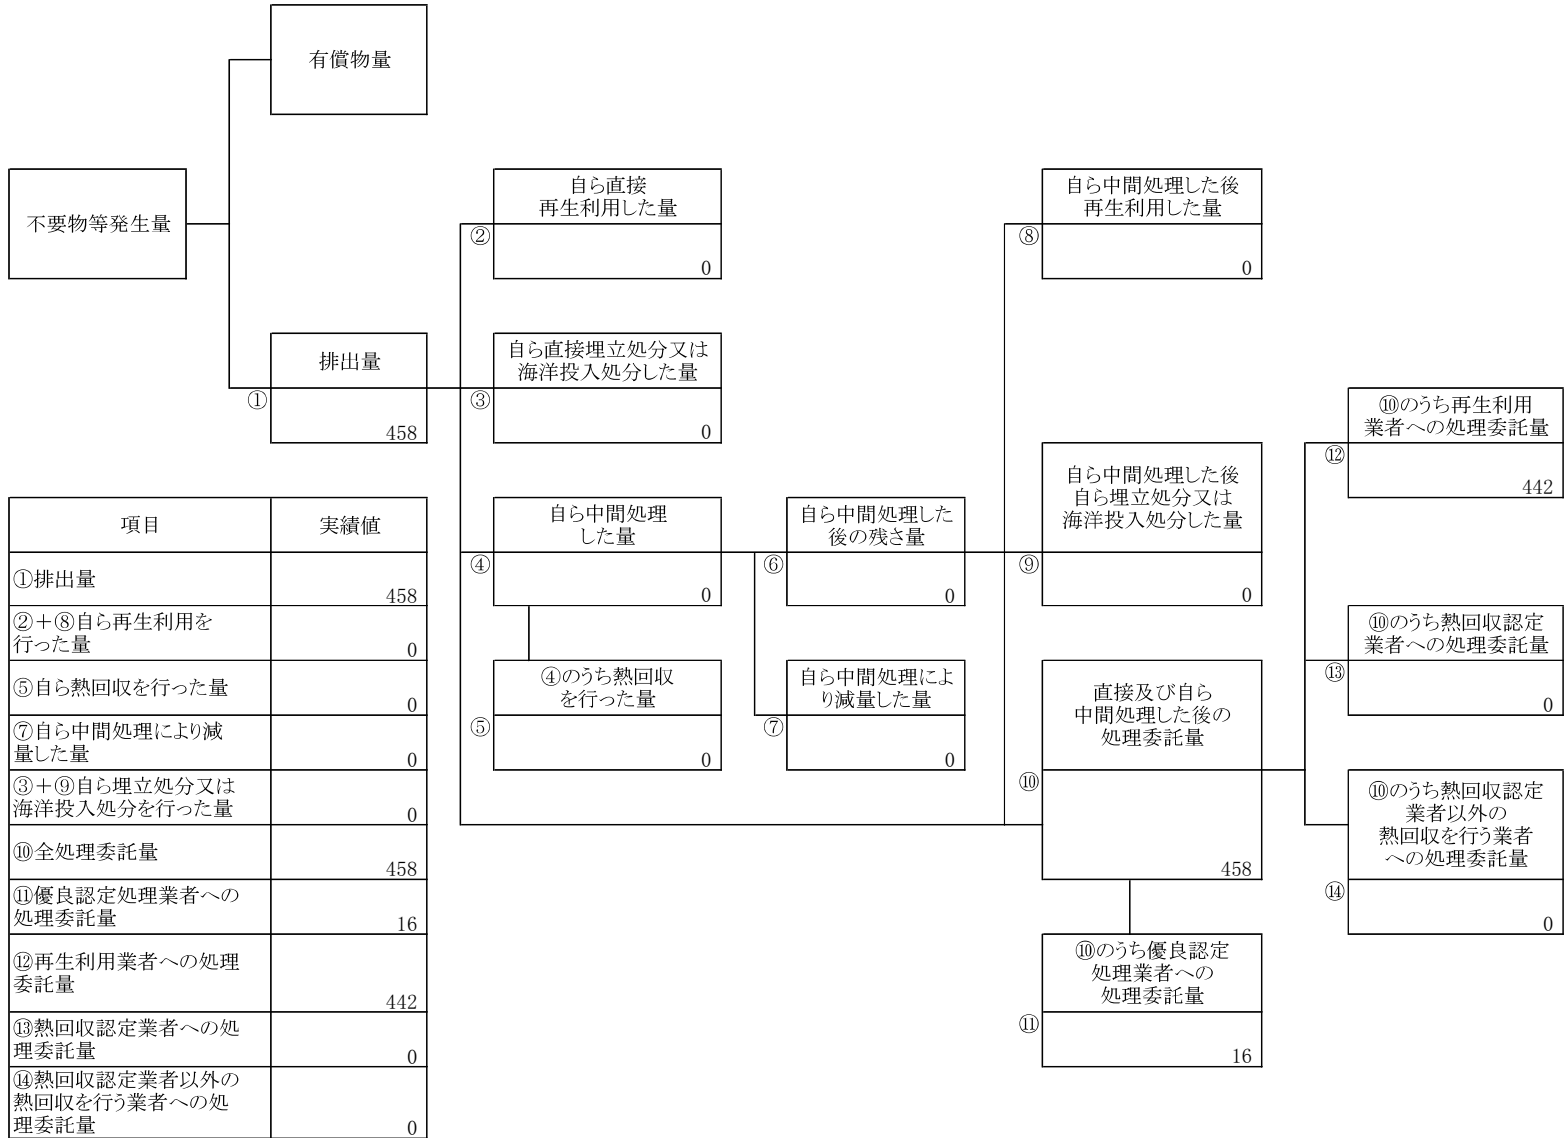 有償物量
不要物等発生量
排出量
①
458
自ら直接
再生利用した量
②
0
自ら直接埋立処分又は
海洋投入処分した量
③
0
自ら中間処理
した量
④
0
④のうち熱回収
を行った量
⑤
0
自ら中間処理した
後の残さ量
⑥
0
自ら中間処理によ
り減量した量
⑦
0
自ら中間処理した後
再生利用した量
⑧
0
自ら中間処理した後
自ら埋立処分又は
海洋投入処分した量
⑨
0
直接及び自ら
中間処理した後の
処理委託量
⑩
458
⑩のうち優良認定
処理業者への
処理委託量
⑪
16
⑩のうち再生利用
業者への処理委託量
⑫
442
⑩のうち熱回収認定
業者への処理委託量
⑬
0
⑩のうち熱回収認定
業者以外の
熱回収を行う業者
への処理委託量
⑭
0
項目 実績値
①排出量
458
②+⑧自ら再生利用を
行った量
0
⑤自ら熱回収を行った量
0
⑦自ら中間処理により減
量した量
0
③+⑨自ら埋立処分又は
海洋投入処分を行った量
0
⑩全処理委託量
458
⑪優良認定処理業者への
処理委託量
16
⑫再生利用業者への処理
委託量
442
⑬熱回収認定業者への処
理委託量
0
⑭熱回収認定業者以外の
熱回収を行う業者への処
理委託量
0